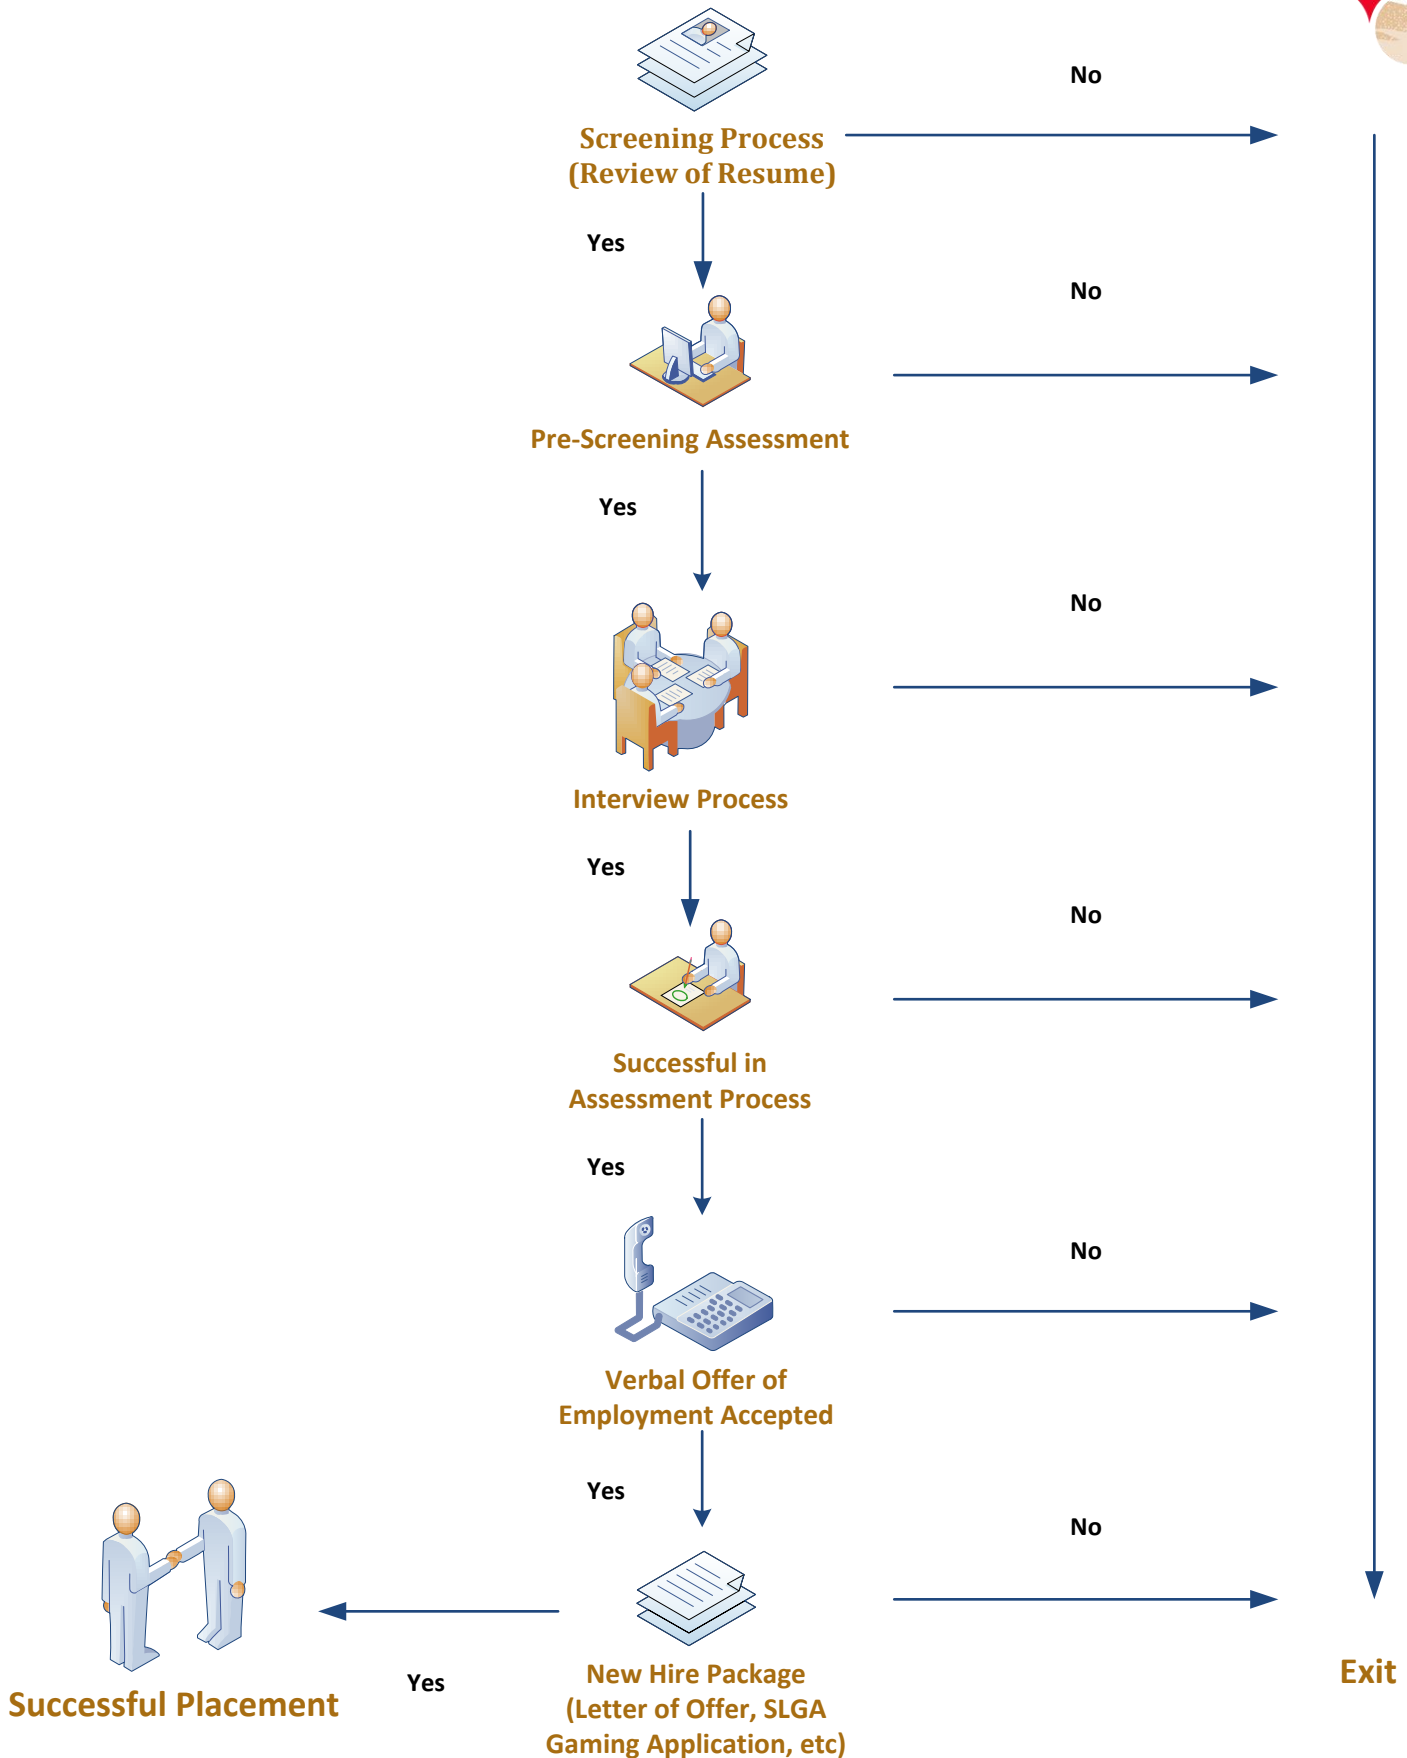 No
Screening Process
(Review of Resume)
Yes
No
Pre-Screening Assessment
Yes
No
Interview Process
Yes
No
Successful in
Assessment Process
Yes
No
Verbal Offer of
Employment Accepted
Yes
No
New Hire Package
(Letter of Offer, SLGA
Gaming Application, etc)
Yes
Successful Placement
Exit